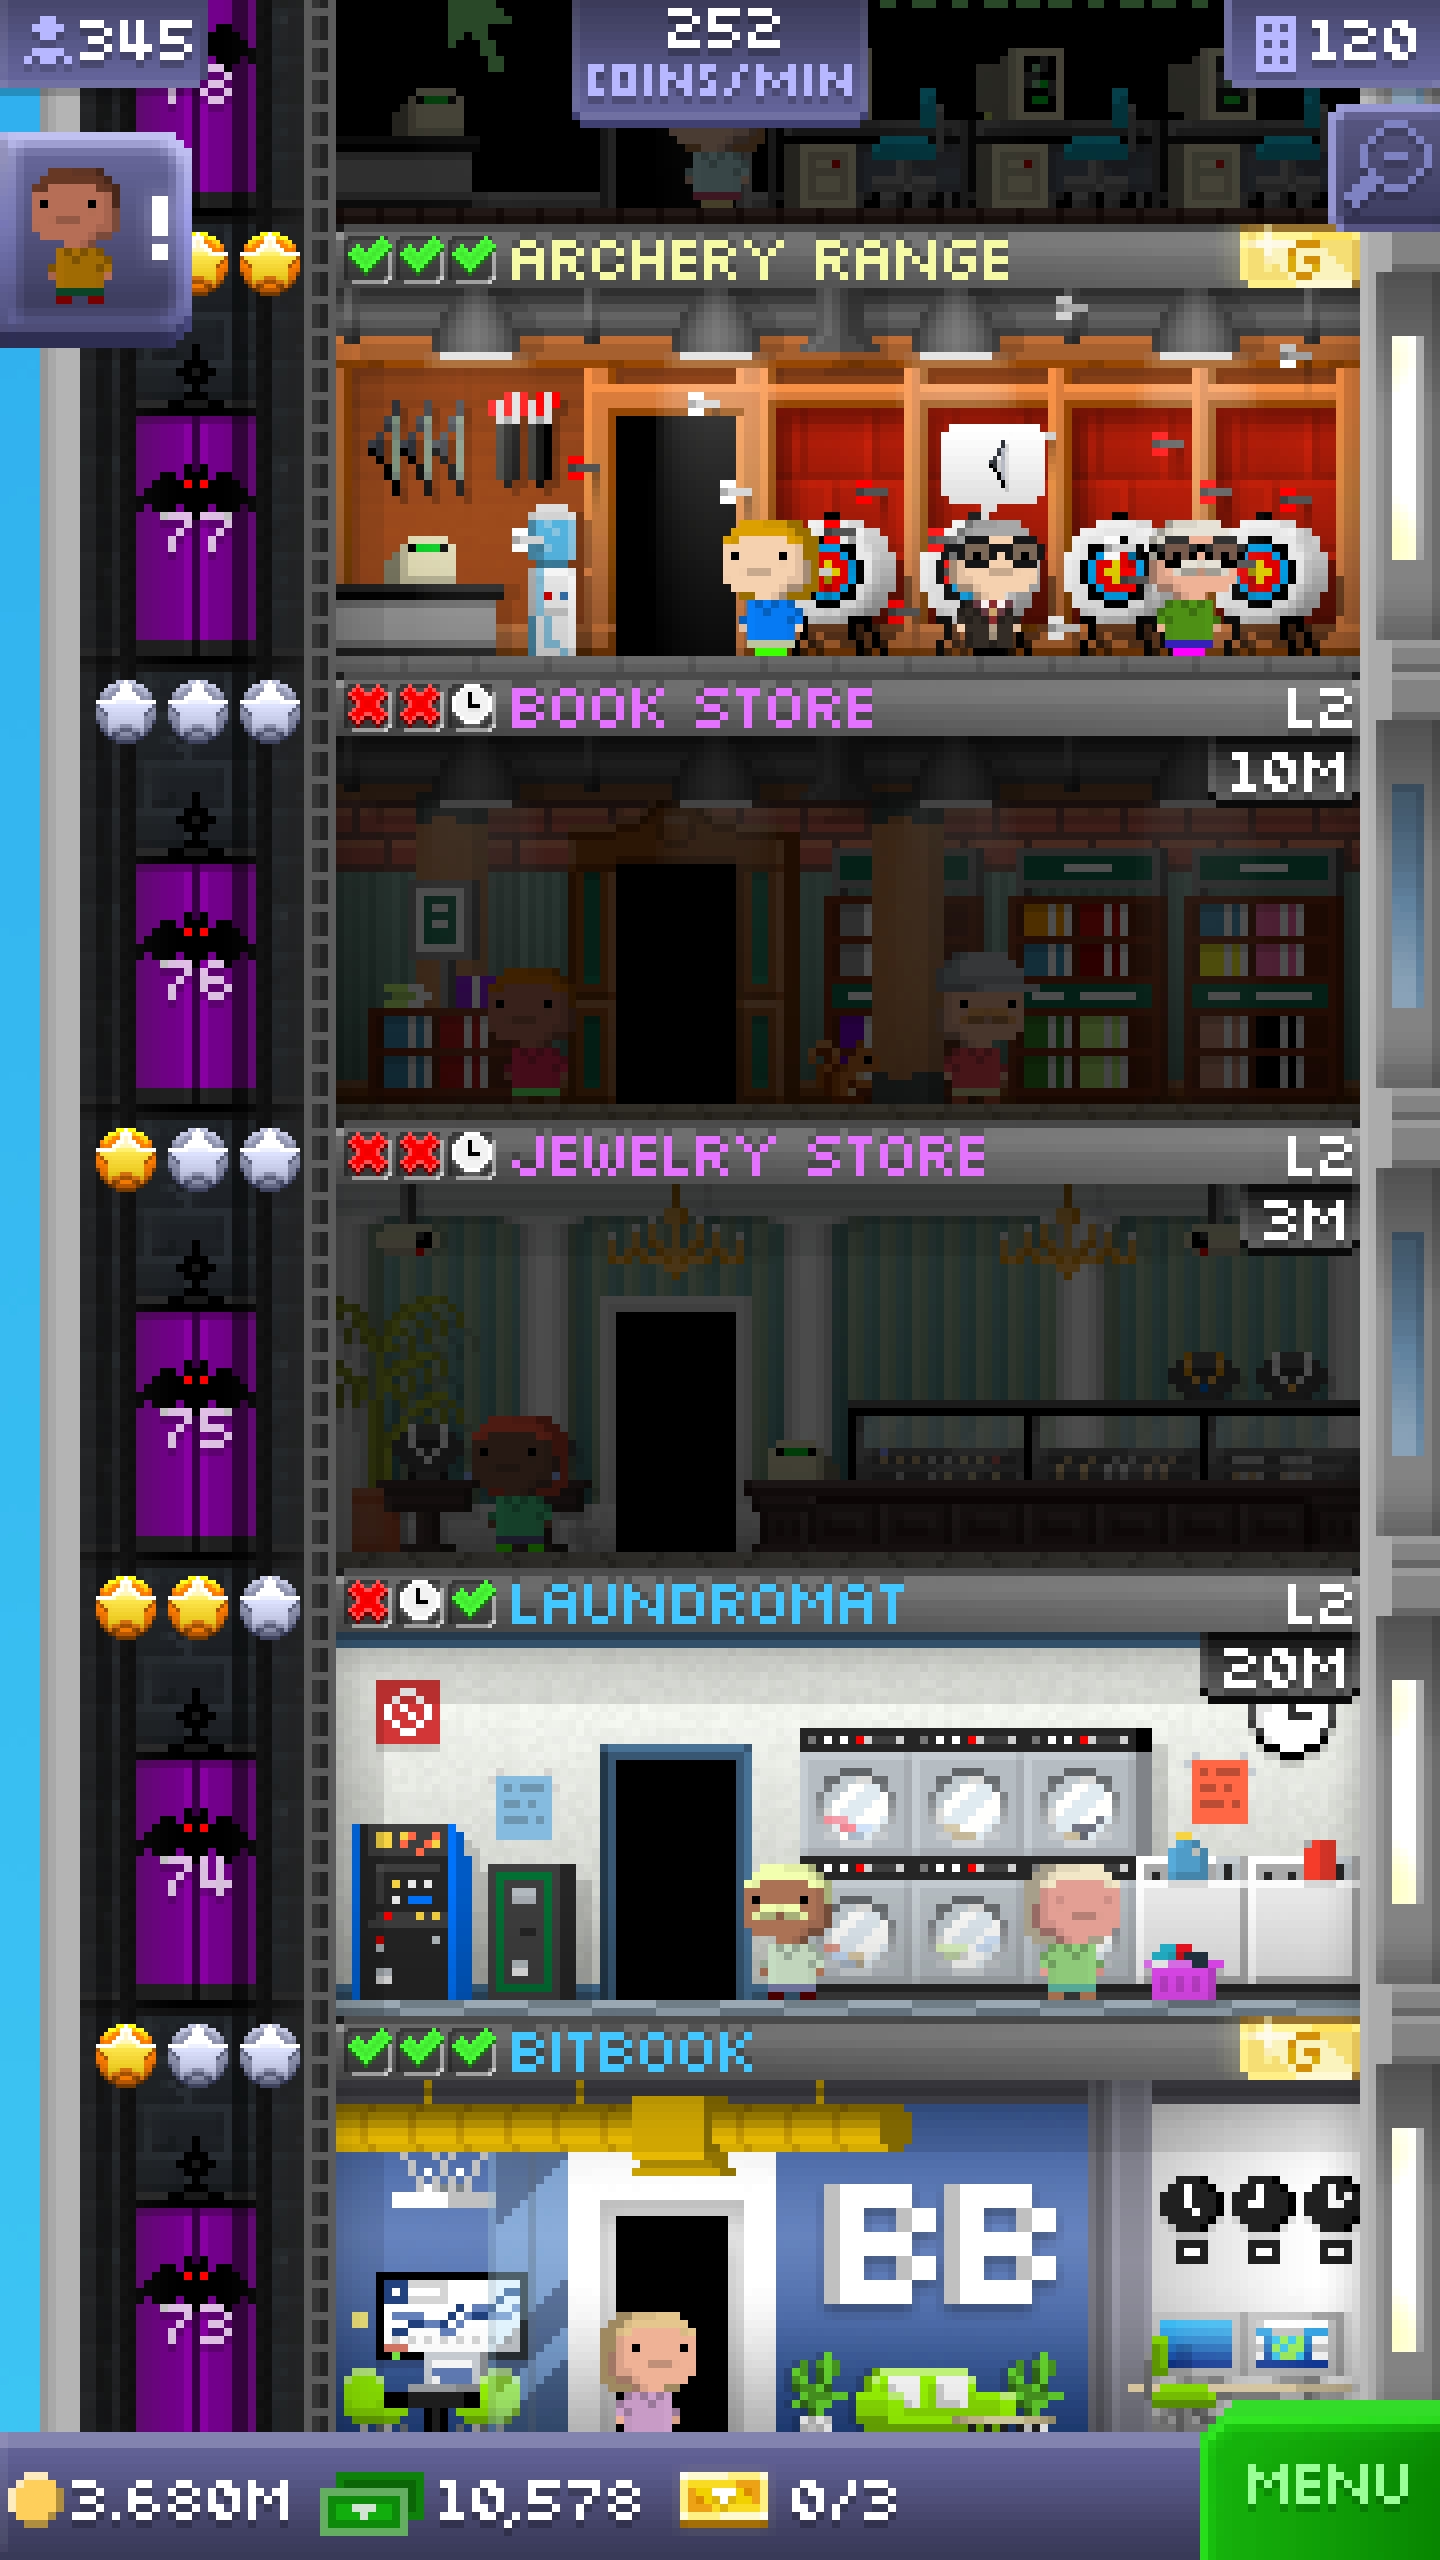 345
252
COINS/MIN
120
!
ARCHERY RANGE
G
77
BOOK STORE
L2
10M
76
JEWELRY STORE
L2
3M
75
LAUNDROMAT
L2
20M
74
BITBOOK
G
BB
73
3.680M
10,578
0/3
MENU